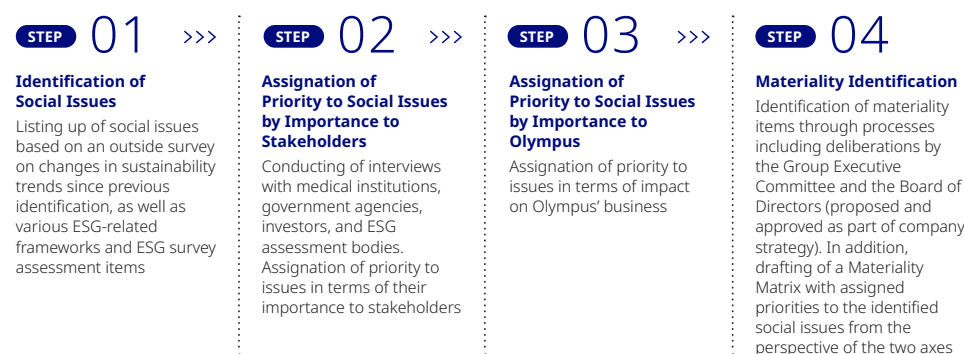 STEP 01 >>>
Identification of
Social Issues
Listing up of social issues
based on an outside survey
on changes in sustainability
trends since previous
identification, as well as
various ESG-related
frameworks and ESG survey
assessment items
STEP 02 >>>
Assignation of
Priority to Social Issues
by Importance to
Stakeholders
Conducting of interviews
with medical institutions,
government agencies,
investors, and ESG
assessment bodies.
Assignation of priority to
issues in terms of their
importance to stakeholders
STEP 03 >>>
Assignation of
Priority to Social Issues
by Importance to
Olympus
Assignation of priority to
issues in terms of impact
on Olympus’ business
STEP 04
Materiality Identification
Identification of materiality
items through processes
including deliberations by
the Group Executive
Committee and the Board of
Directors (proposed and
approved as part of company
strategy). In addition,
drafting of a Materiality
Matrix with assigned
priorities to the identified
social issues from the
perspective of the two axes